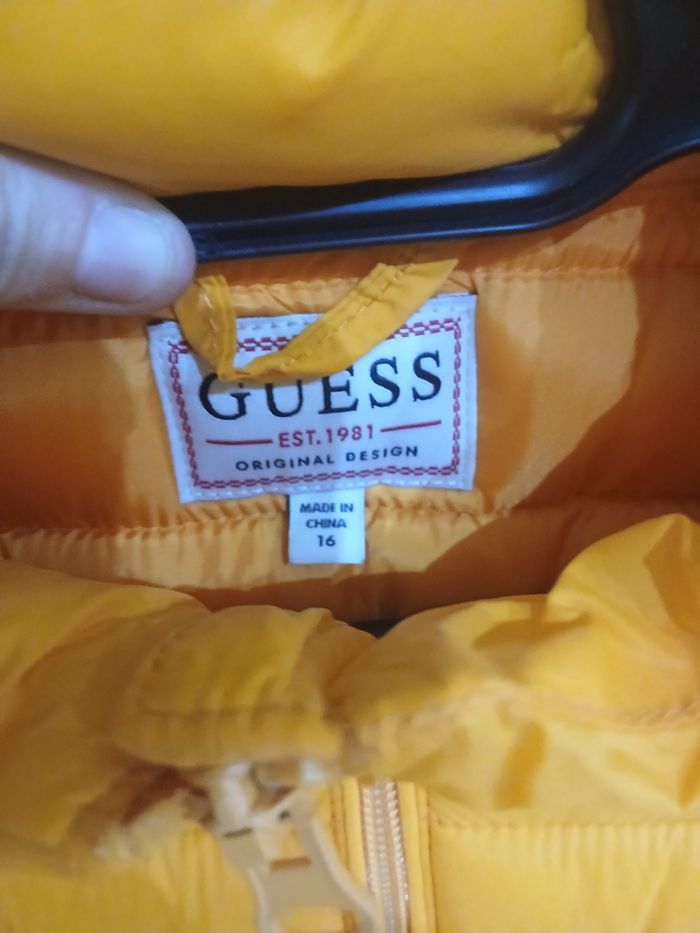 GUESS
EST.1981
ORIGINAL DESIGN
MADE IN
CHINA
16